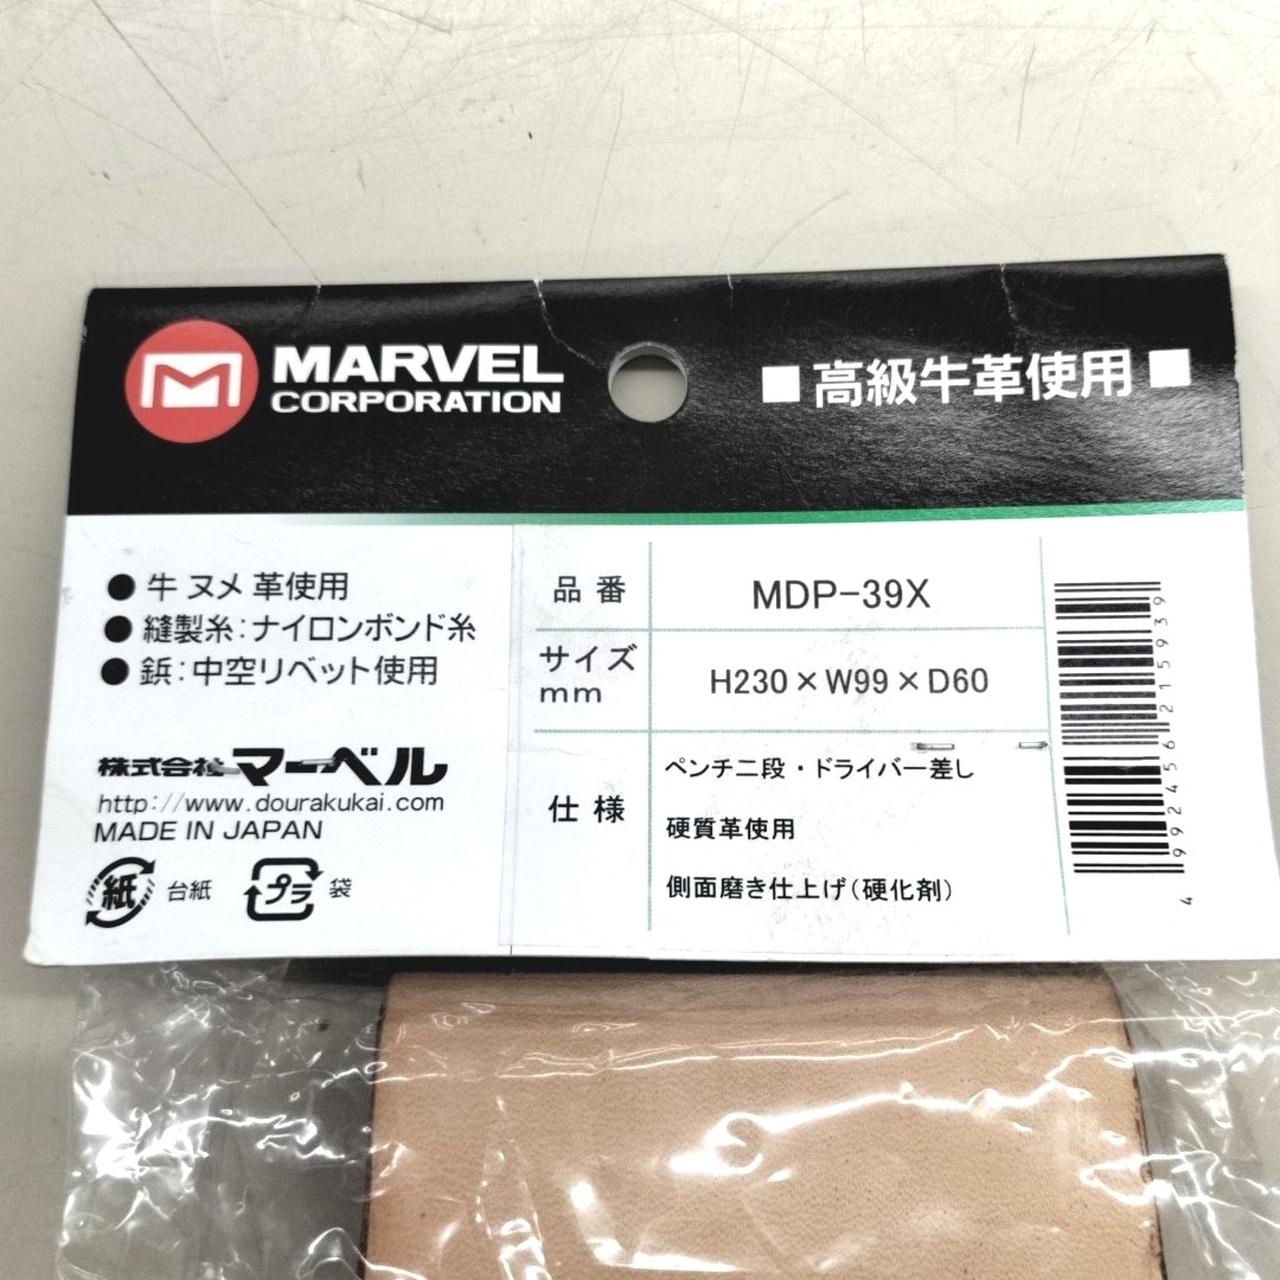 MARVEL
CORPORATION
■高級牛革使用■
● 牛 ヌメ 革使用
● 縫製糸：ナイロンボンド糸
● 鋲：中空リベット使用
株式会社マーベル
http://www.dourakukai.com
MADE IN JAPAN
紙 台紙
プラ 袋
品番 MDP-39X
サイズ mm H230×W99×D60
仕様 ペンチ二段・ドライバー差し
硬質革使用
側面磨き仕上げ（硬化剤）
4 992456 215939